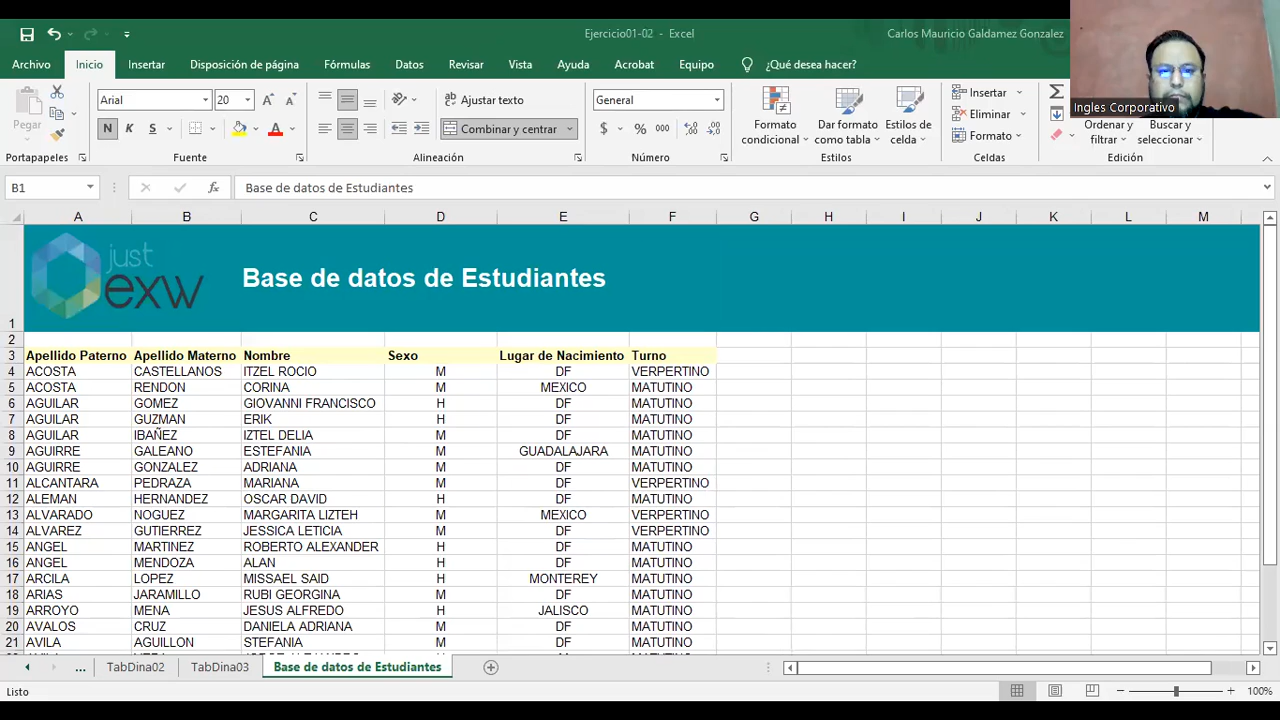 Ejercicio01-02 - Excel
Carlos Mauricio Galdamez Gonzalez
Archivo Inicio Insertar Disposición de página Fórmulas Datos Revisar Vista Ayuda Acrobat Equipo ¿Qué desea hacer?
Pegar
Arial 20
N K S
Ajustar texto
Combinar y centrar
General
$ % 000
Formato condicional
Dar formato como tabla
Estilos de celda
Insertar
Eliminar
Formato
Ordenar y filtrar
Buscar y seleccionar
Portapapeles Fuente Alineación Número Estilos Celdas Edición
Ingles Corporativo
B1 fx Base de datos de Estudiantes
A B C D E F G H I J K L M
just exw
1 Base de datos de Estudiantes
2
3 Apellido Paterno Apellido Materno Nombre Sexo Lugar de Nacimiento Turno
4 ACOSTA CASTELLANOS ITZEL ROCIO M DF VERPERTINO
5 ACOSTA RENDON CORINA M MEXICO MATUTINO
6 AGUILAR GOMEZ GIOVANNI FRANCISCO H DF MATUTINO
7 AGUILAR GUZMAN ERIK H DF MATUTINO
8 AGUILAR IBAÑEZ IZTEL DELIA M DF MATUTINO
9 AGUIRRE GALEANO ESTEFANIA M GUADALAJARA MATUTINO
10 AGUIRRE GONZALEZ ADRIANA M DF MATUTINO
11 ALCANTARA PEDRAZA MARIANA M DF VERPERTINO
12 ALEMAN HERNANDEZ OSCAR DAVID H DF MATUTINO
13 ALVARADO NOGUEZ MARGARITA LIZTEH M MEXICO VERPERTINO
14 ALVAREZ GUTIERREZ JESSICA LETICIA M DF VERPERTINO
15 ANGEL MARTINEZ ROBERTO ALEXANDER H DF MATUTINO
16 ANGEL MENDOZA ALAN H DF MATUTINO
17 ARCILA LOPEZ MISSAEL SAID H MONTEREY MATUTINO
18 ARIAS JARAMILLO RUBI GEORGINA M DF MATUTINO
19 ARROYO MENA JESUS ALFREDO H JALISCO MATUTINO
20 AVALOS CRUZ DANIELA ADRIANA M DF MATUTINO
21 AVILA AGUILLON STEFANIA M DF MATUTINO
... TabDina02 TabDina03 Base de datos de Estudiantes
Listo 100%